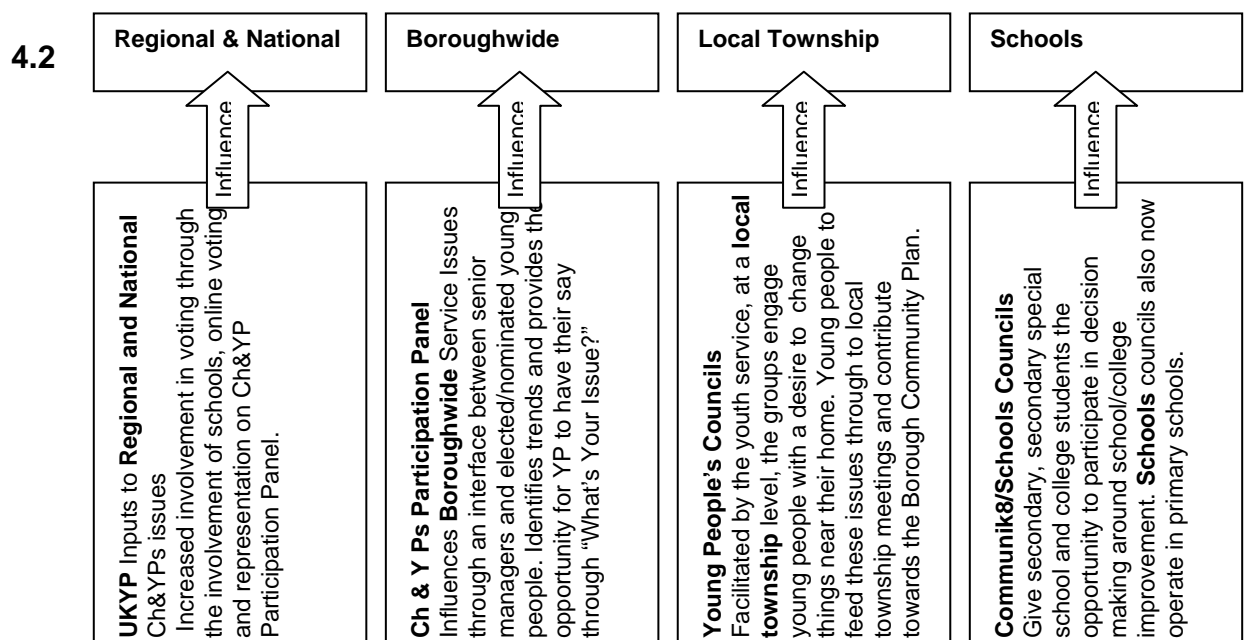 4.2
Regional & National
Boroughwide
Local Township
Schools
Influence
Influence
Influence
Influence
UKYP Inputs to Regional and National
Ch&YPs issues
Increased involvement in voting through
the involvement of schools, online voting
and representation on Ch&YP
Participation Panel.
Ch & Y Ps Participation Panel
Influences Boroughwide Service Issues
through an interface between senior
managers and elected/nominated young
people. Identifies trends and provides the
opportunity for YP to have their say
through “What’s Your Issue?”
Young People’s Councils
Facilitated by the youth service, at a local
township level, the groups engage
young people with a desire to change
things near their home. Young people to
feed these issues through to local
township meetings and contribute
towards the Borough Community Plan.
Communik8/Schools Councils
Give secondary, secondary special
school and college students the
opportunity to participate in decision
making around school/college
improvement. Schools councils also now
operate in primary schools.